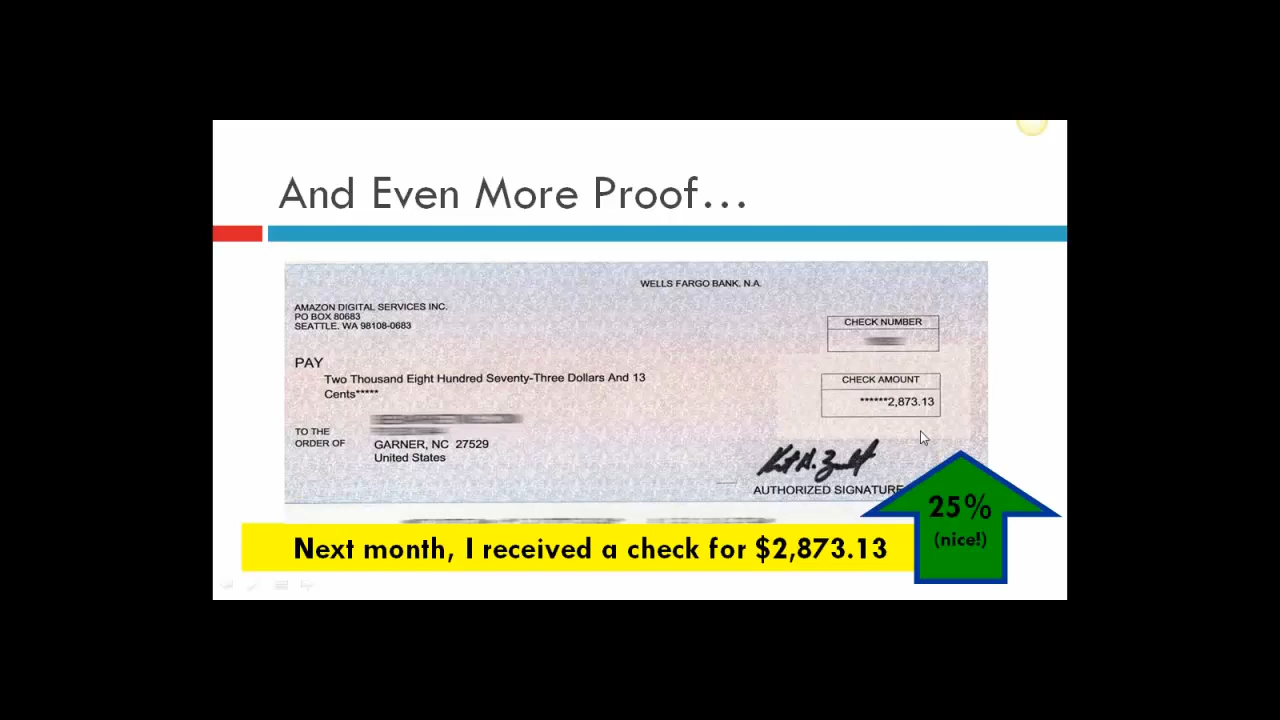 And Even More Proof...
WELLS FARGO BANK, N.A.
AMAZON DIGITAL SERVICES INC.
PO BOX 80683
SEATTLE, WA 98108-0683
CHECK NUMBER
PAY
Two Thousand Eight Hundred Seventy-Three Dollars And 13
Cents*****
CHECK AMOUNT
******2,873.13
TO THE
ORDER OF
GARNER, NC 27529
United States
AUTHORIZED SIGNATURE
25%
(nice!)
Next month, I received a check for $2,873.13